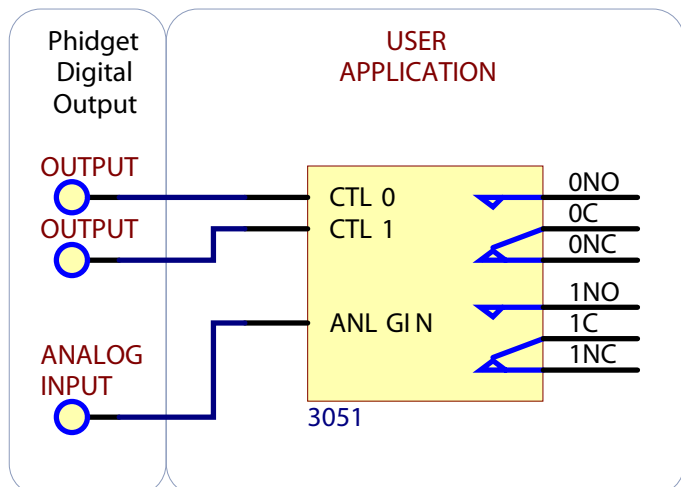 Phidget
Digital
Output
USER
APPLICATION
OUTPUT
OUTPUT
ANALOG
INPUT
CTL 0
CTL 1
ANL GI N
3051
0NO
0C
0NC
1NO
1C
1NC